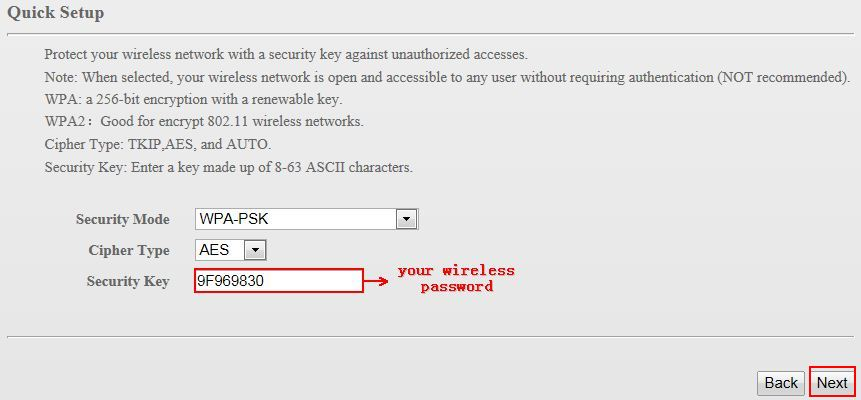 Quick Setup
Protect your wireless network with a security key against unauthorized accesses.
Note: When selected, your wireless network is open and accessible to any user without requiring authentication (NOT recommended).
WPA: a 256-bit encryption with a renewable key.
WPA2：Good for encrypt 802.11 wireless networks.
Cipher Type: TKIP,AES, and AUTO.
Security Key: Enter a key made up of 8-63 ASCII characters.
Security Mode WPA-PSK
Cipher Type AES
Security Key 9F969830 your wireless
password
Back Next